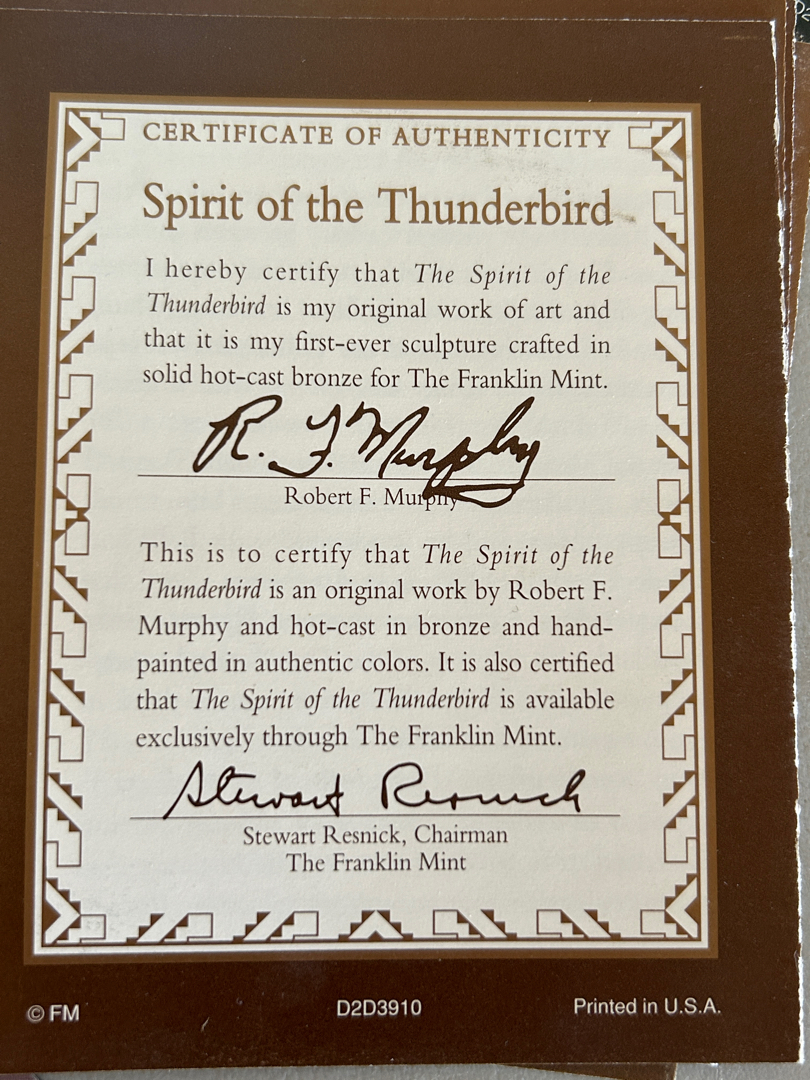 CERTIFICATE OF AUTHENTICITY
Spirit of the Thunderbird
I hereby certify that The Spirit of the
Thunderbird is my original work of art and
that it is my first-ever sculpture crafted in
solid hot-cast bronze for The Franklin Mint.
R. F. Murphy
Robert F. Murphy
This is to certify that The Spirit of the
Thunderbird is an original work by Robert F.
Murphy and hot-cast in bronze and hand-
painted in authentic colors. It is also certified
that The Spirit of the Thunderbird is available
exclusively through The Franklin Mint.
Stewart Resnick
Stewart Resnick, Chairman
The Franklin Mint
© FM D2D3910 Printed in U.S.A.